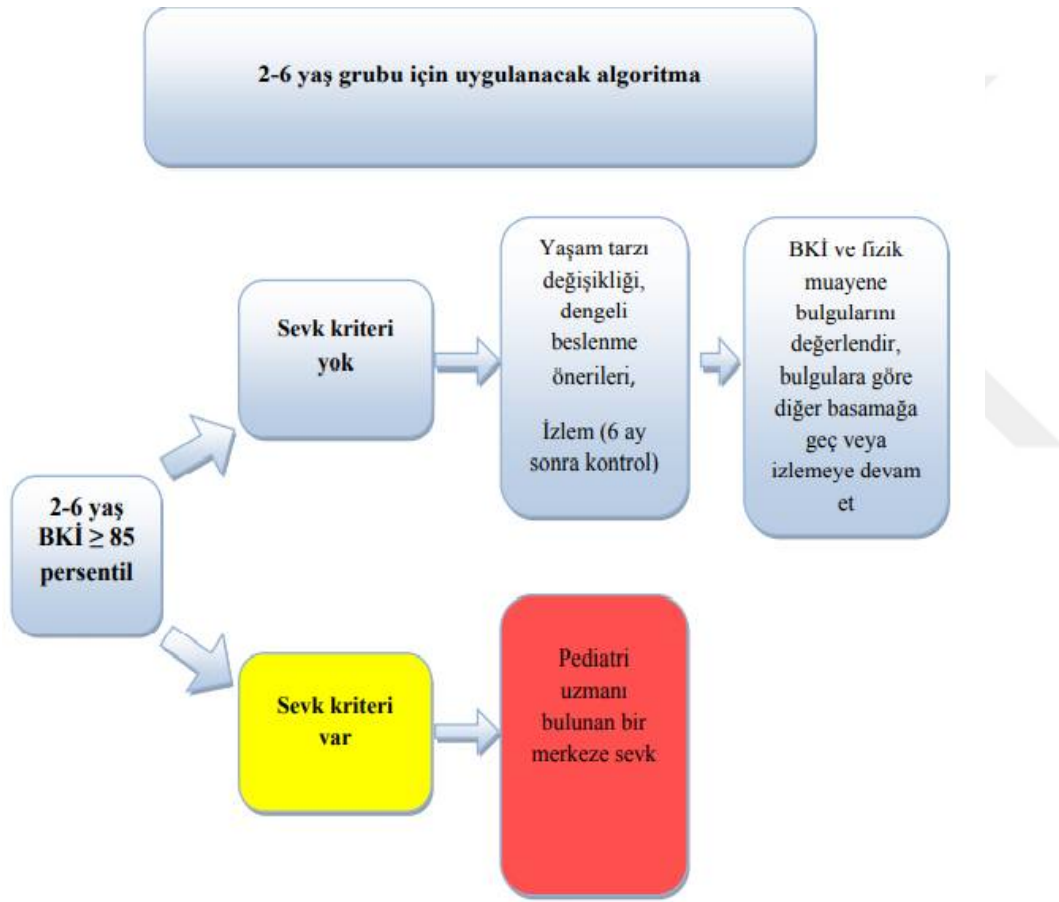 2-6 yaş grubu için uygulanacak algoritma
Sevk kriteri
yok
Yaşam tarzı
değişikliği,
dengeli
beslenme
önerileri,
İzlem (6 ay
sonra kontrol)
BKİ ve fizik
muayene
bulgularını
değerlendir,
bulgulara göre
diğer basamağa
geç veya
izlemeye devam
et
2-6 yaş
BKİ ≥ 85
persentil
Sevk kriteri
var
Pediatri
uzmanı
bulunan bir
merkeze sevk